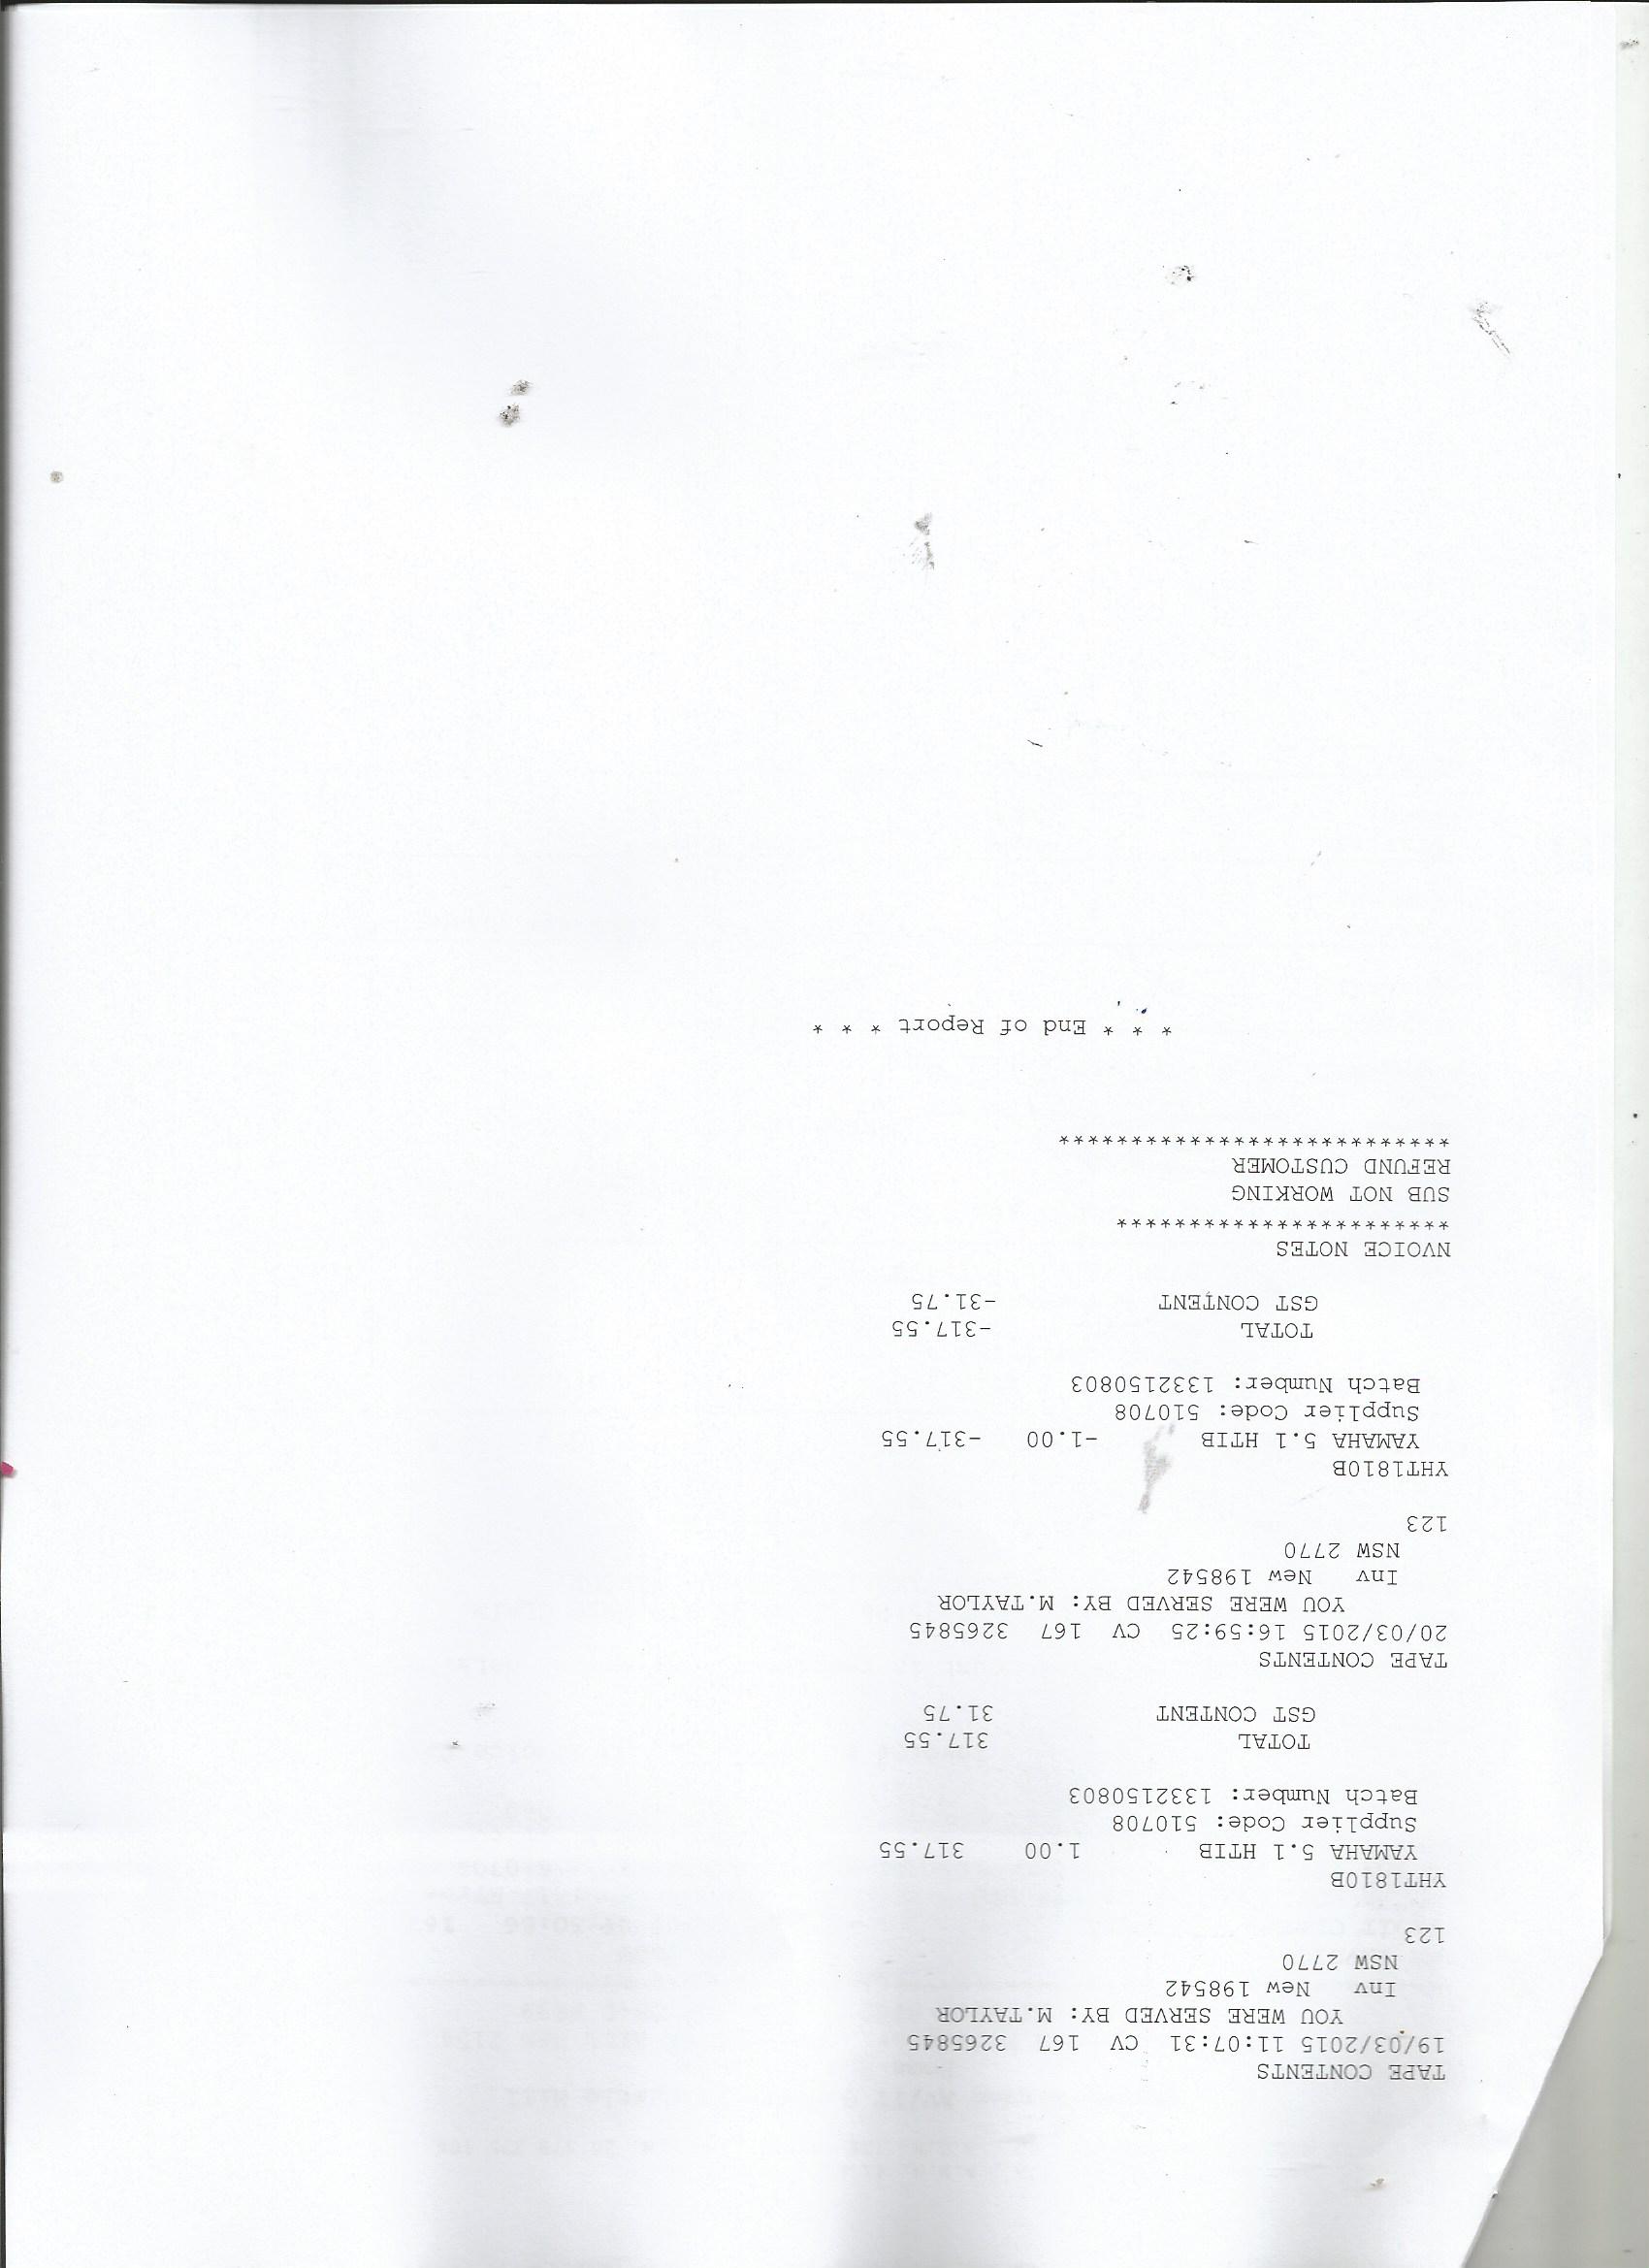 TAPE CONTENTS
19/03/2015 11:07:31 CV 167 3265845
YOU WERE SERVED BY: M.TAYLOR
Inv New 198542
NSW 2770
123
YHT1810B
YAMAHA 5.1 HTIB 1.00 317.55
Supplier Code: 510708
Batch Number: 1332150803
TOTAL 317.55
GST CONTENT 31.75
TAPE CONTENTS
20/03/2015 16:59:25 CV 167 3265845
YOU WERE SERVED BY: M.TAYLOR
Inv New 198542
NSW 2770
123
YHT1810B
YAMAHA 5.1 HTIB -1.00 -317.55
Supplier Code: 510708
Batch Number: 1332150803
TOTAL -317.55
GST CONTENT -31.75
NVOICE NOTES
***********************
SUB NOT WORKING
REFUND CUSTOMER
***************************
* * * End of Report * * *